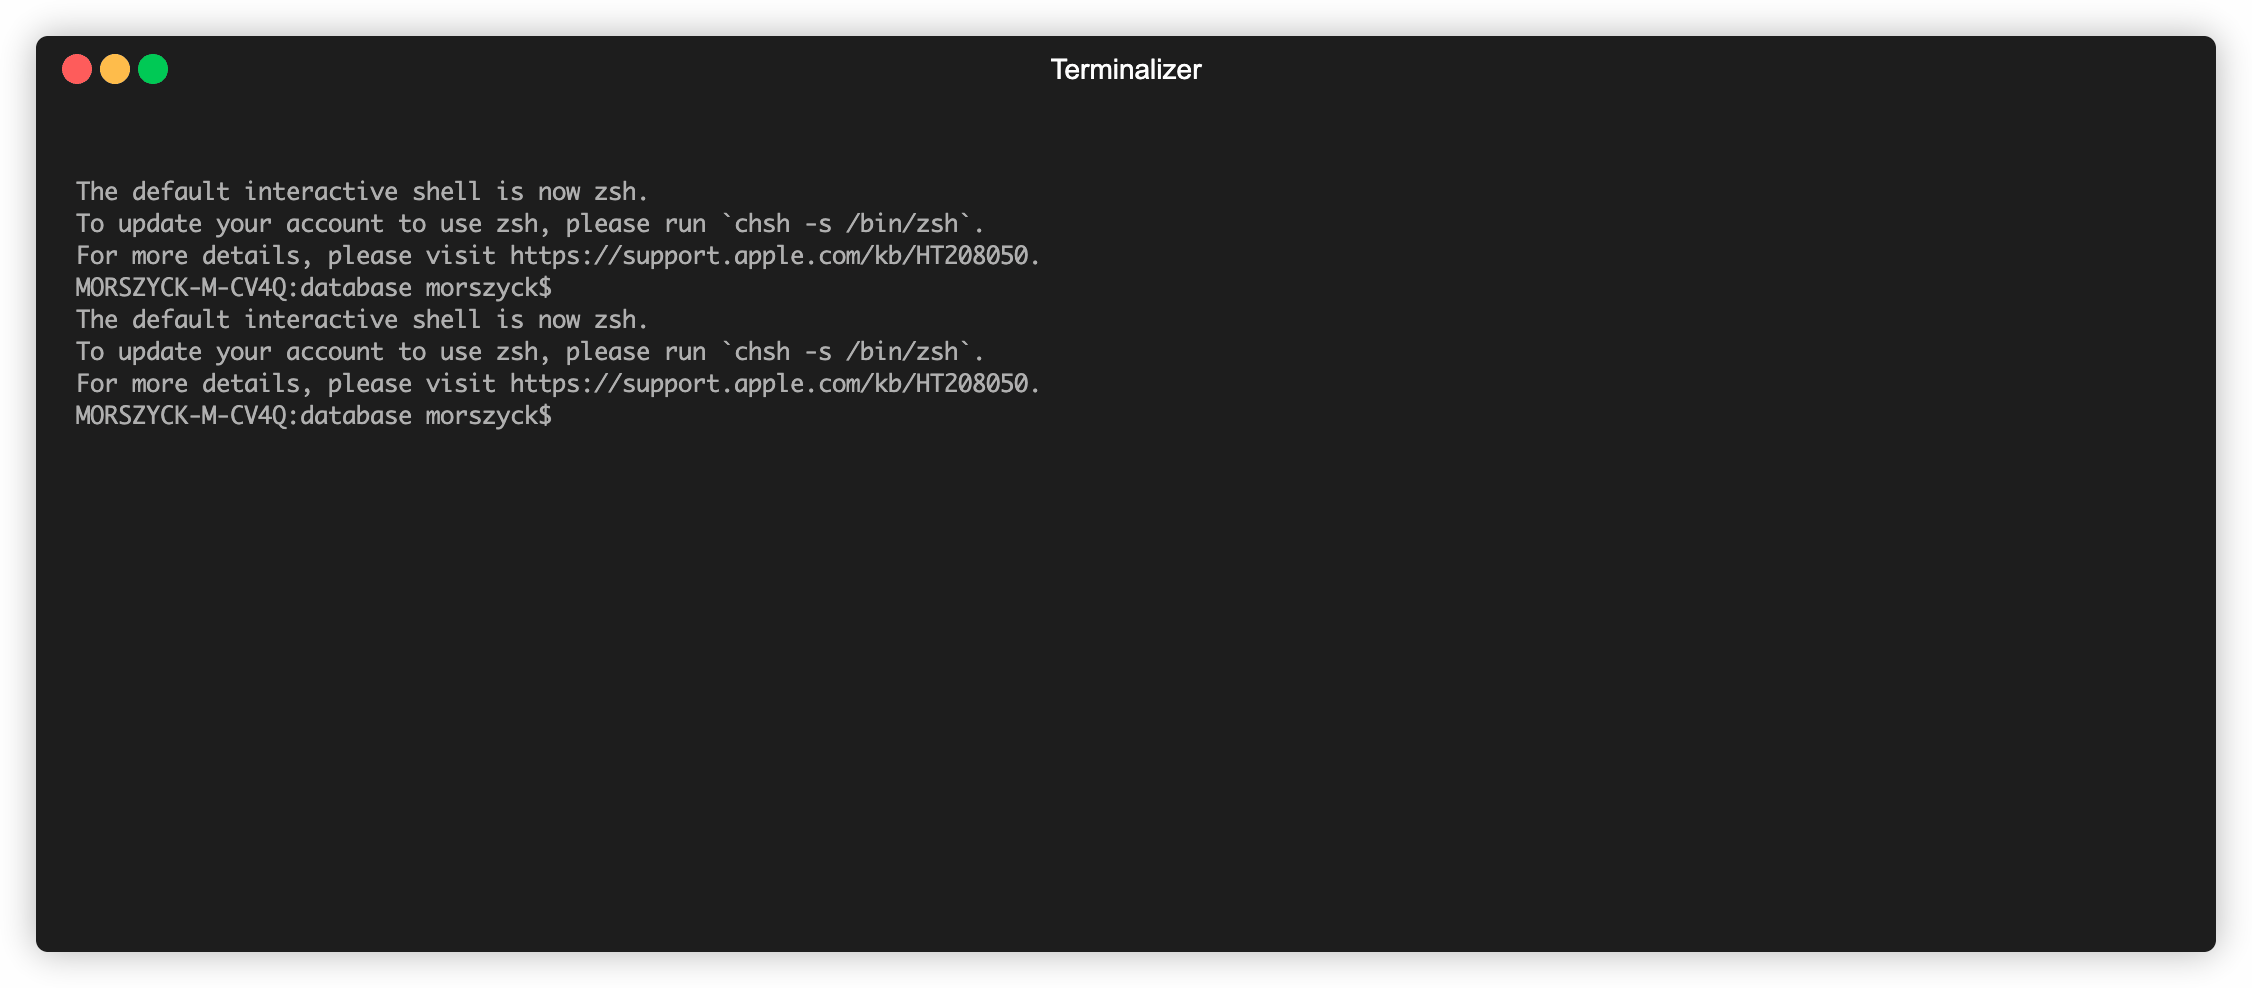 Terminalizer
The default interactive shell is now zsh.
To update your account to use zsh, please run `chsh -s /bin/zsh`.
For more details, please visit https://support.apple.com/kb/HT208050.
MORSZYCK-M-CV4Q:database morszyck$
The default interactive shell is now zsh.
To update your account to use zsh, please run `chsh -s /bin/zsh`.
For more details, please visit https://support.apple.com/kb/HT208050.
MORSZYCK-M-CV4Q:database morszyck$